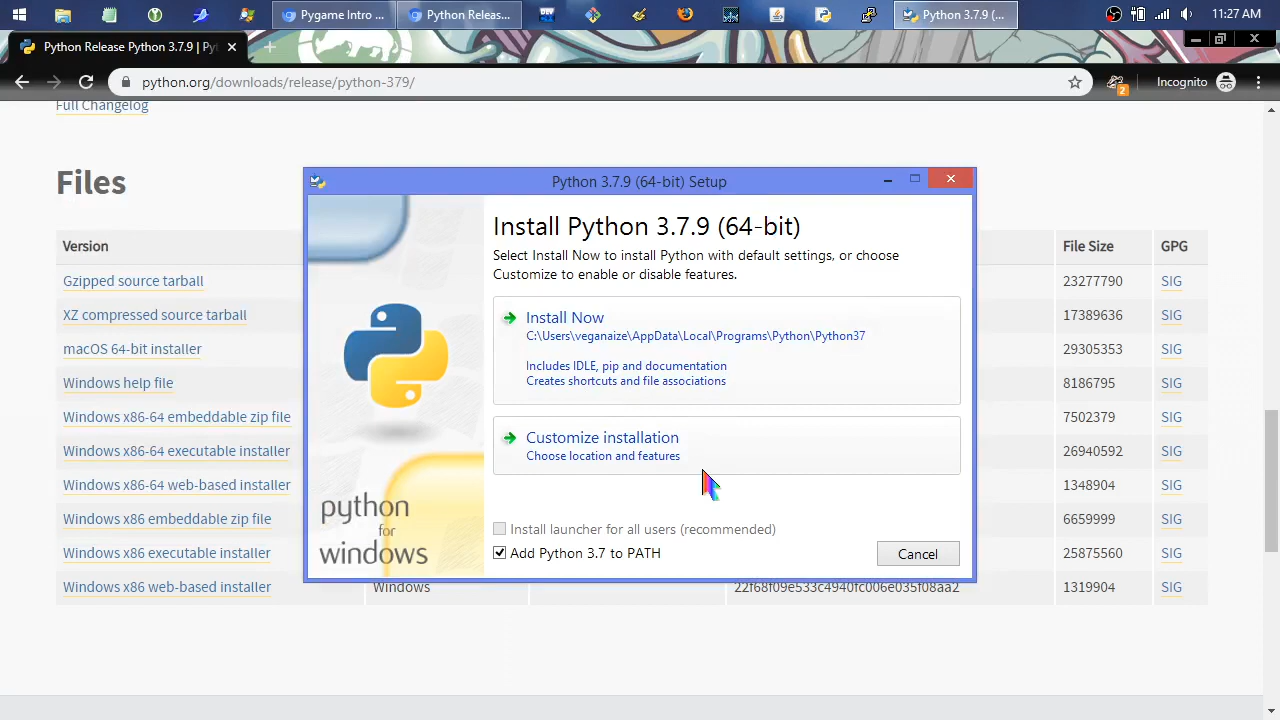 Pygame Intro ...
Python Releas...
Python 3.7.9 (...
11:27 AM
Python Release Python 3.7.9 | Pyt
python.org/downloads/release/python-379/
2
Incognito
Full Changelog
Files
Version
File Size
GPG
Gzipped source tarball
23277790
SIG
XZ compressed source tarball
17389636
SIG
macOS 64-bit installer
29305353
SIG
Windows help file
8186795
SIG
Windows x86-64 embeddable zip file
7502379
SIG
Windows x86-64 executable installer
26940592
SIG
Windows x86-64 web-based installer
1348904
SIG
Windows x86 embeddable zip file
6659999
SIG
Windows x86 executable installer
25875560
SIG
Windows x86 web-based installer
Windows
22f68f09e533c4940fc006e035f08aa2
1319904
SIG
Python 3.7.9 (64-bit) Setup
Install Python 3.7.9 (64-bit)
Select Install Now to install Python with default settings, or choose
Customize to enable or disable features.
Install Now
C:\Users\veganaize\AppData\Local\Programs\Python\Python37
Includes IDLE, pip and documentation
Creates shortcuts and file associations
Customize installation
Choose location and features
Install launcher for all users (recommended)
Add Python 3.7 to PATH
Cancel
python
for
windows